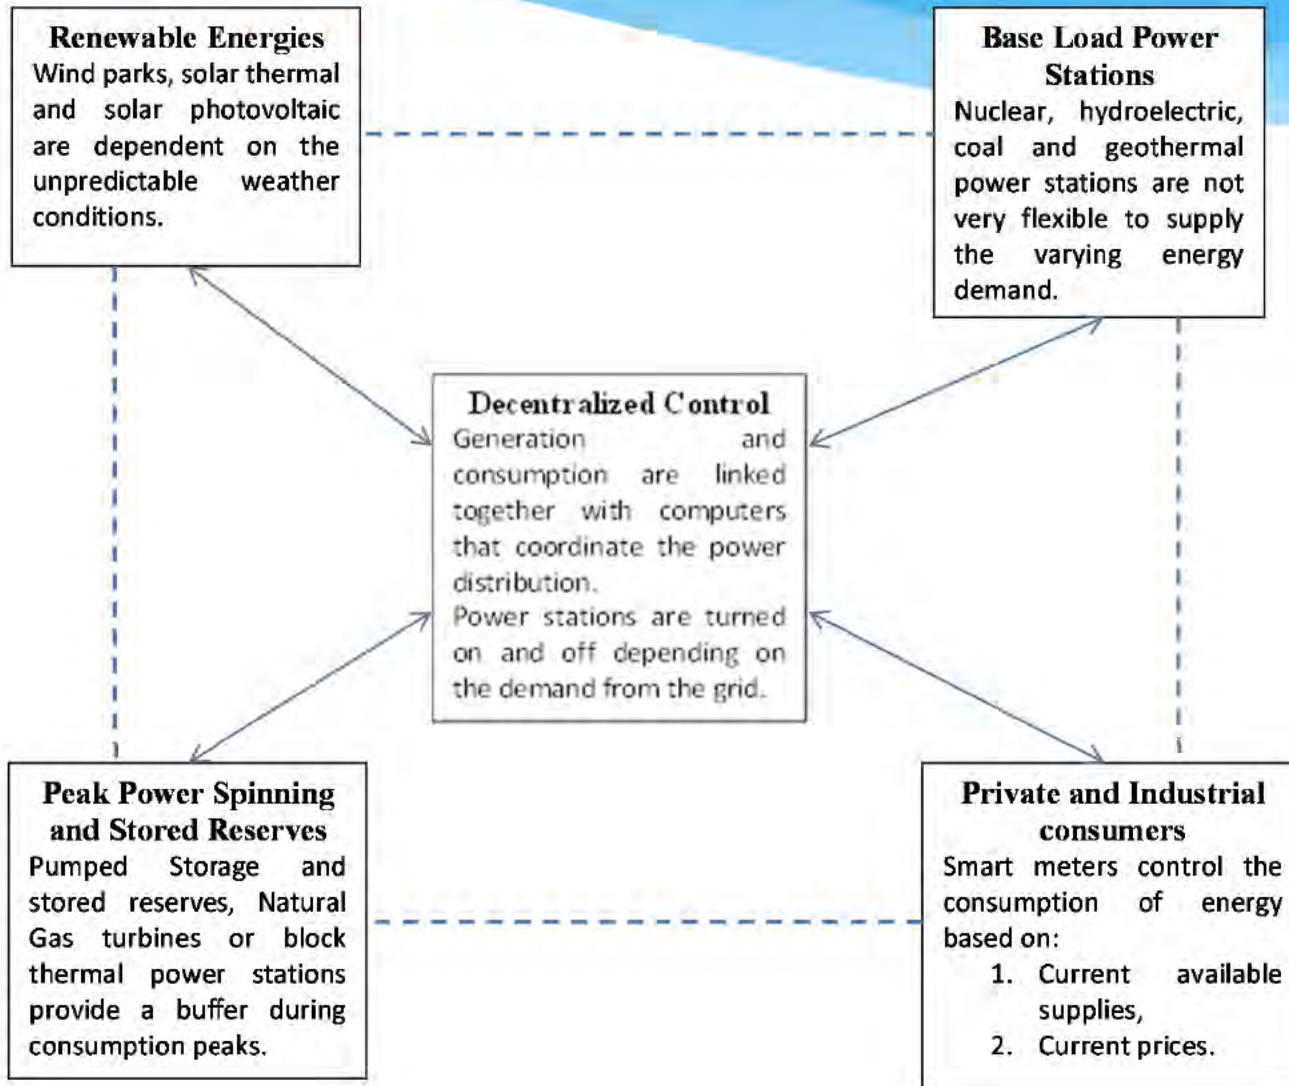 Renewable Energies
Wind parks, solar thermal
and solar photovoltaic
are dependent on the
unpredictable weather
conditions.
Base Load Power
Stations
Nuclear, hydroelectric,
coal and geothermal
power stations are not
very flexible to supply
the varying energy
demand.
Decentralized Control
Generation and
consumption are linked
together with computers
that coordinate the power
distribution.
Power stations are turned
on and off depending on
the demand from the grid.
Peak Power Spinning
and Stored Reserves
Pumped Storage and
stored reserves, Natural
Gas turbines or block
thermal power stations
provide a buffer during
consumption peaks.
Private and Industrial
consumers
Smart meters control the
consumption of energy
based on:
1. Current available
supplies,
2. Current prices.